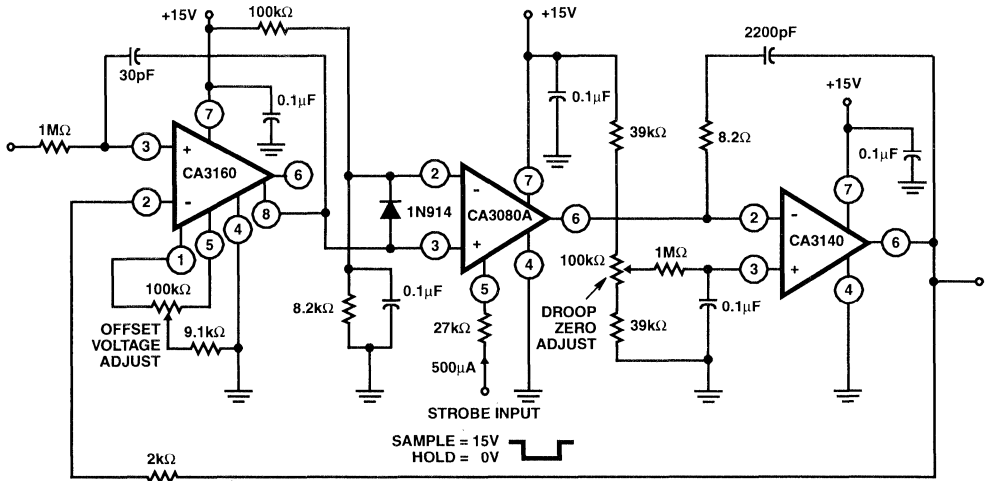 +15V
100kΩ
30pF
0.1µF
1MΩ
3
+
7
CA3160
6
2
-
8
1
5
4
100kΩ
OFFSET
VOLTAGE
ADJUST
9.1kΩ
2kΩ
2
1N914
3
8.2kΩ
0.1µF
+15V
0.1µF
7
-
CA3080A
+
6
5
4
27kΩ
500µA
STROBE INPUT
SAMPLE = 15V
HOLD = 0V
39kΩ
100kΩ
DROOP
ZERO
ADJUST
39kΩ
1MΩ
0.1µF
2200pF
8.2Ω
+15V
0.1µF
7
2
-
CA3140
6
3
+
4